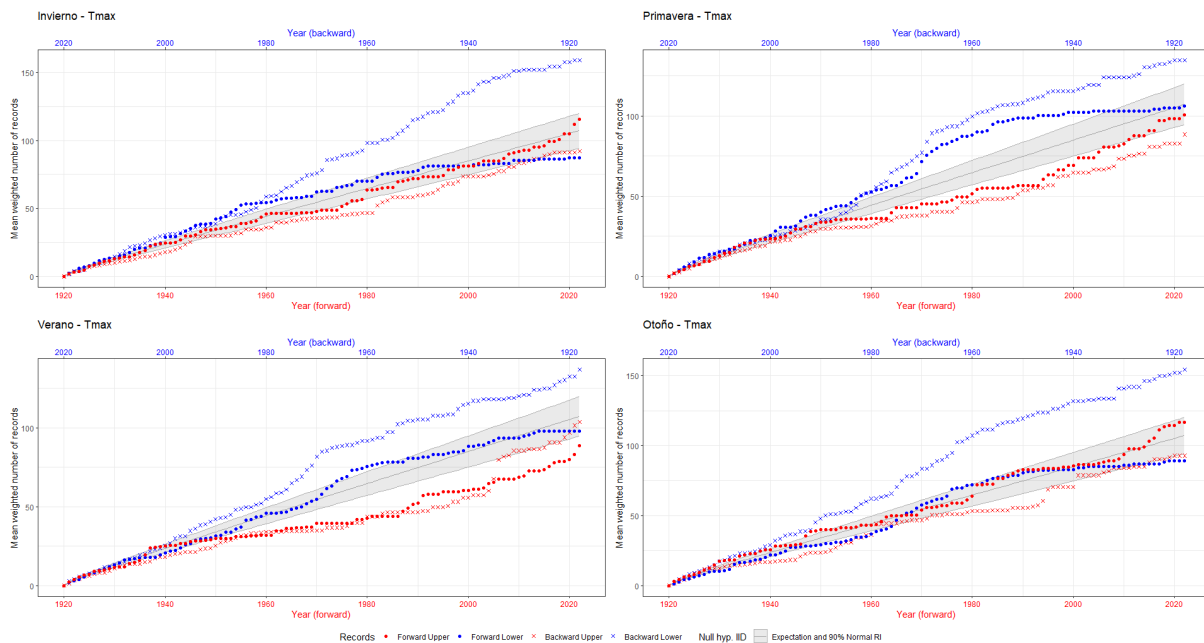 Invierno - Tmax
Year (backward)
2020 2000 1980 1960 1940 1920
Mean weighted number of records
150
100
50
0
1920 1940 1960 1980 2000 2020
Year (forward)
Primavera - Tmax
Year (backward)
2020 2000 1980 1960 1940 1920
Mean weighted number of records
100
50
0
1920 1940 1960 1980 2000 2020
Year (forward)
Verano - Tmax
Year (backward)
2020 2000 1980 1960 1940 1920
Mean weighted number of records
100
50
0
1920 1940 1960 1980 2000 2020
Year (forward)
Otoño - Tmax
Year (backward)
2020 2000 1980 1960 1940 1920
Mean weighted number of records
150
100
50
0
1920 1940 1960 1980 2000 2020
Year (forward)
Records Forward Upper Forward Lower Backward Upper Backward Lower Null hyp. IID Expectation and 90% Normal RI